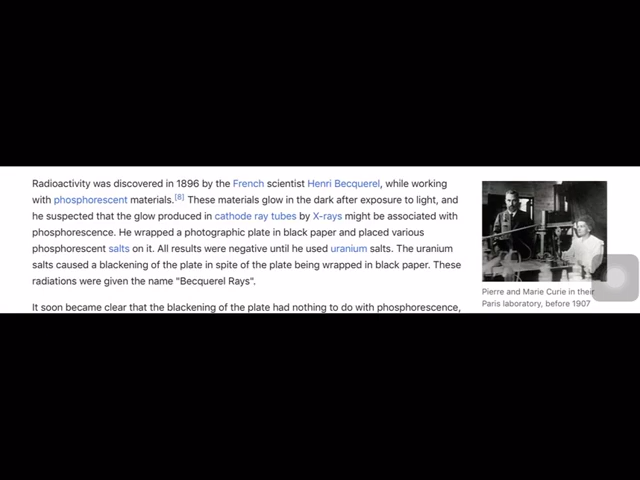 Radioactivity was discovered in 1896 by the French scientist Henri Becquerel, while working
with phosphorescent materials.[8] These materials glow in the dark after exposure to light, and
he suspected that the glow produced in cathode ray tubes by X-rays might be associated with
phosphorescence. He wrapped a photographic plate in black paper and placed various
phosphorescent salts on it. All results were negative until he used uranium salts. The uranium
salts caused a blackening of the plate in spite of the plate being wrapped in black paper. These
radiations were given the name "Becquerel Rays".
It soon became clear that the blackening of the plate had nothing to do with phosphorescence,
Pierre and Marie Curie in their
Paris laboratory, before 1907